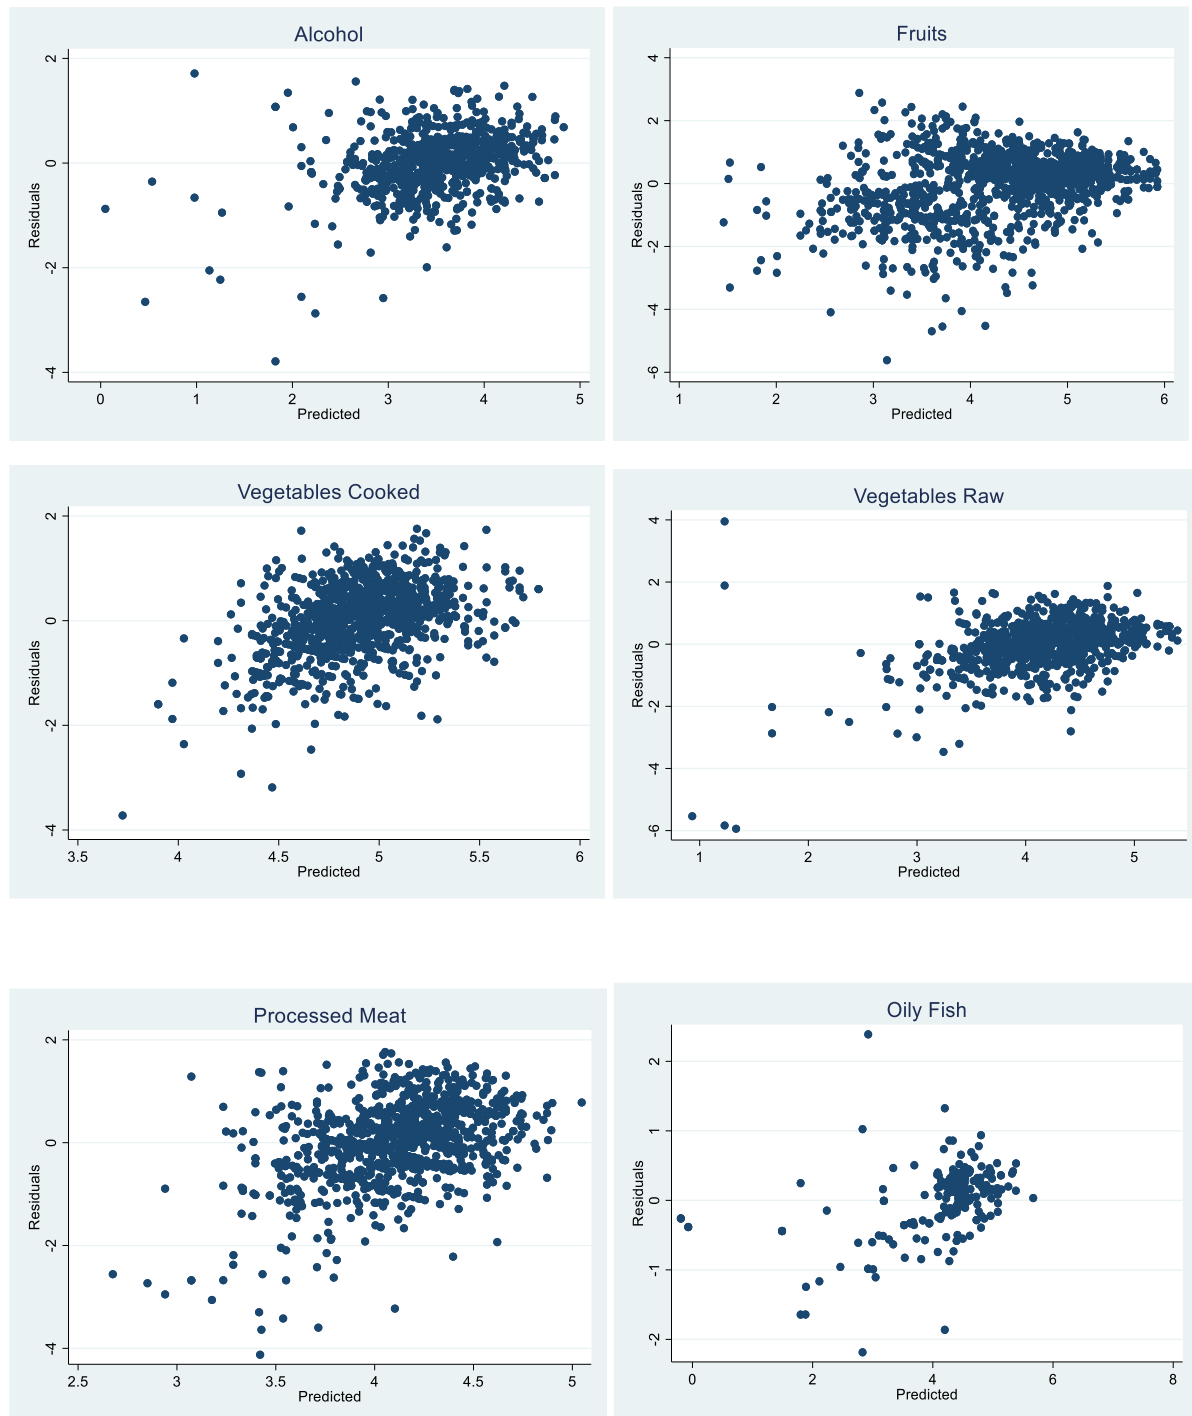 Alcohol
2
0
-2
-4
Residuals
0 1 2 3 4 5
Predicted
Fruits
4
2
0
-2
-4
-6
Residuals
1 2 3 4 5 6
Predicted
Vegetables Cooked
2
0
-2
-4
Residuals
3.5 4 4.5 5 5.5 6
Predicted
Vegetables Raw
4
2
0
-2
-4
-6
Residuals
1 2 3 4 5
Predicted
Processed Meat
2
0
-2
-4
Residuals
2.5 3 3.5 4 4.5 5
Predicted
Oily Fish
2
1
0
-1
-2
Residuals
0 2 4 6 8
Predicted